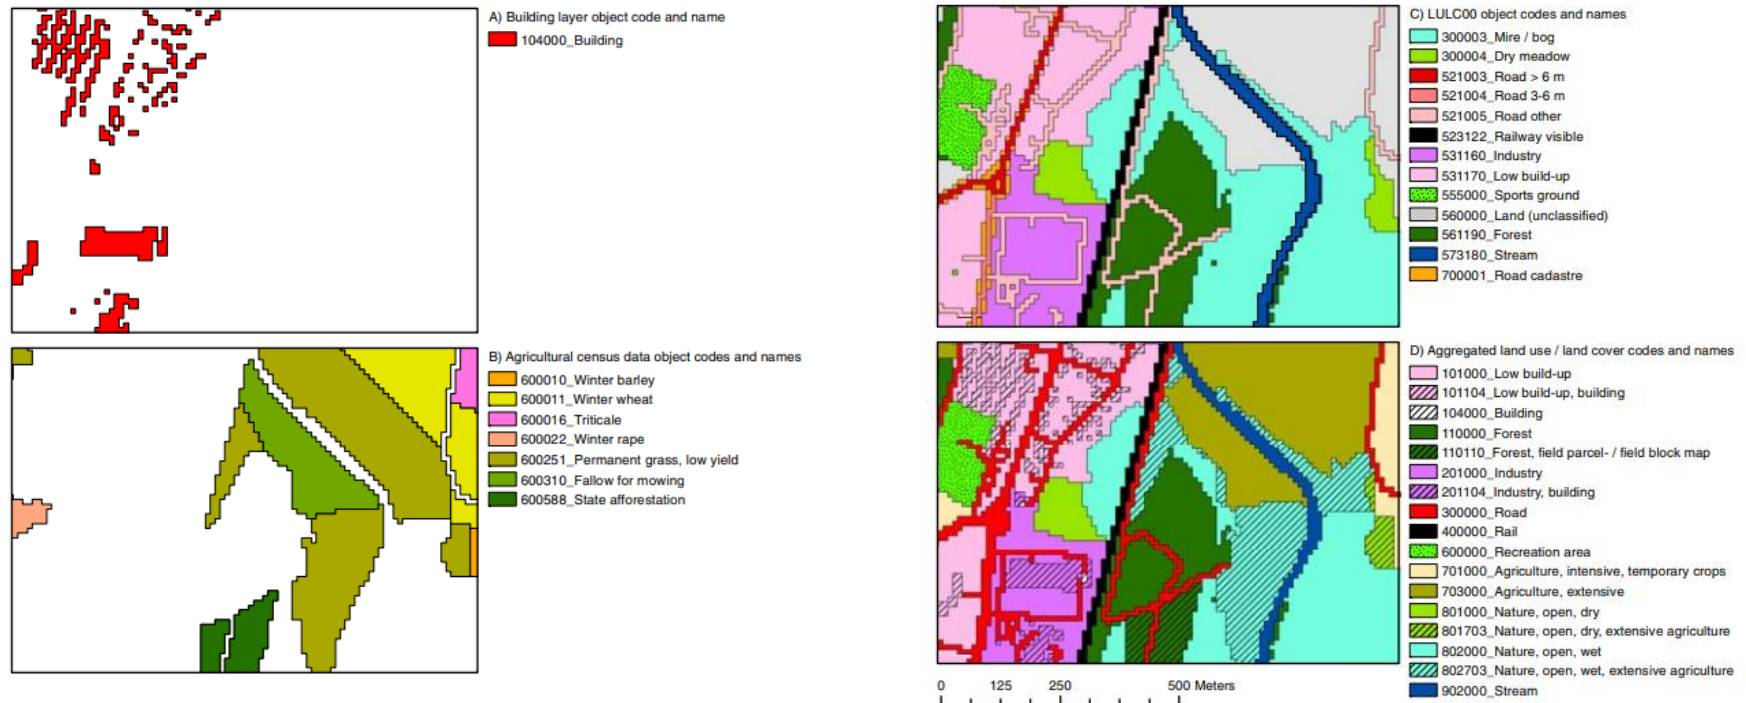 A) Building layer object code and name
104000_Building
B) Agricultural census data object codes and names
600010_Winter barley
600011_Winter wheat
600016_Triticale
600022_Winter rape
600251_Permanent grass, low yield
600310_Fallow for mowing
600588_State afforestation
C) LULC00 object codes and names
300003_Mire / bog
300004_Dry meadow
521003_Road > 6 m
521004_Road 3-6 m
521005_Road other
523122_Railway visible
531160_Industry
531170_Low build-up
555000_Sports ground
560000_Land (unclassified)
561190_Forest
573180_Stream
700001_Road cadastre
D) Aggregated land use / land cover codes and names
101000_Low build-up
101104_Low build-up, building
104000_Building
110000_Forest
110110_Forest, field parcel- / field block map
201000_Industry
201104_Industry, building
300000_Road
400000_Rail
600000_Recreation area
701000_Agriculture, intensive, temporary crops
703000_Agriculture, extensive
801000_Nature, open, dry
801703_Nature, open, dry, extensive agriculture
802000_Nature, open, wet
802703_Nature, open, wet, extensive agriculture
902000_Stream
0 125 250 500 Meters